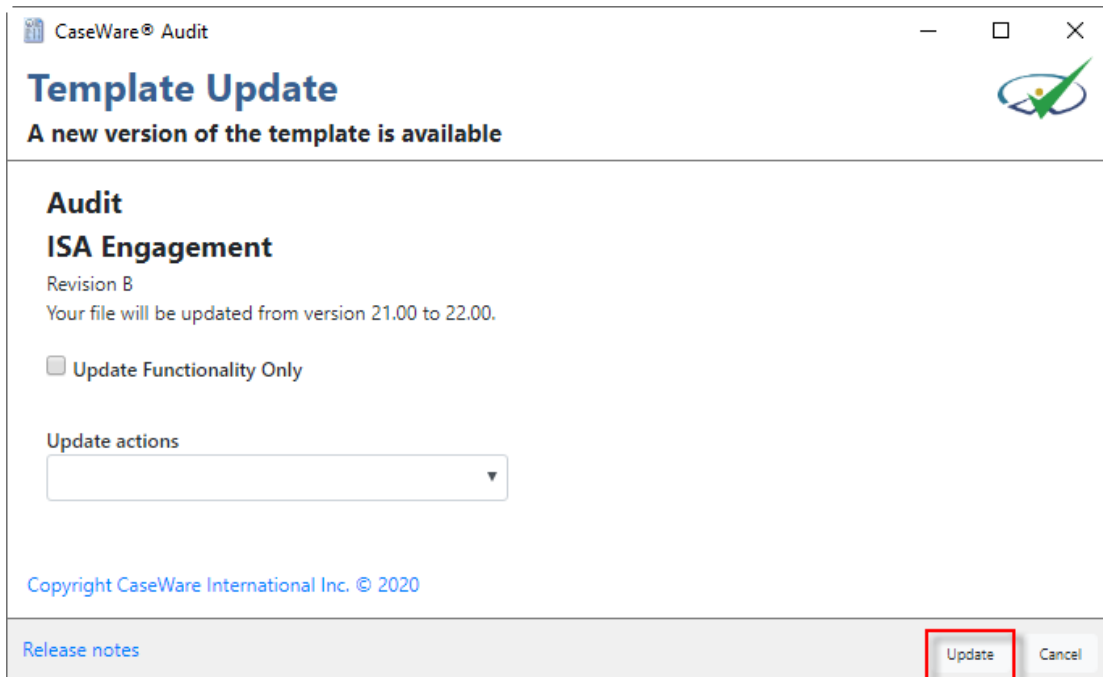 CaseWare® Audit
Template Update
A new version of the template is available
Audit
ISA Engagement
Revision B
Your file will be updated from version 21.00 to 22.00.
Update Functionality Only
Update actions
Copyright CaseWare International Inc. © 2020
Release notes
Update
Cancel